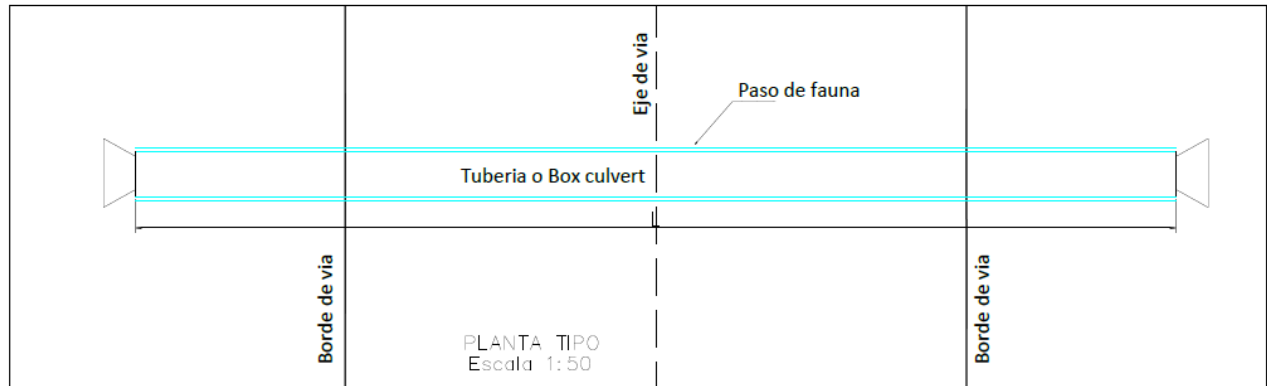 Eje de via
Paso de fauna
Tuberia o Box culvert
L
Borde de via
Borde de via
PLANTA TIPO
Escala 1:50